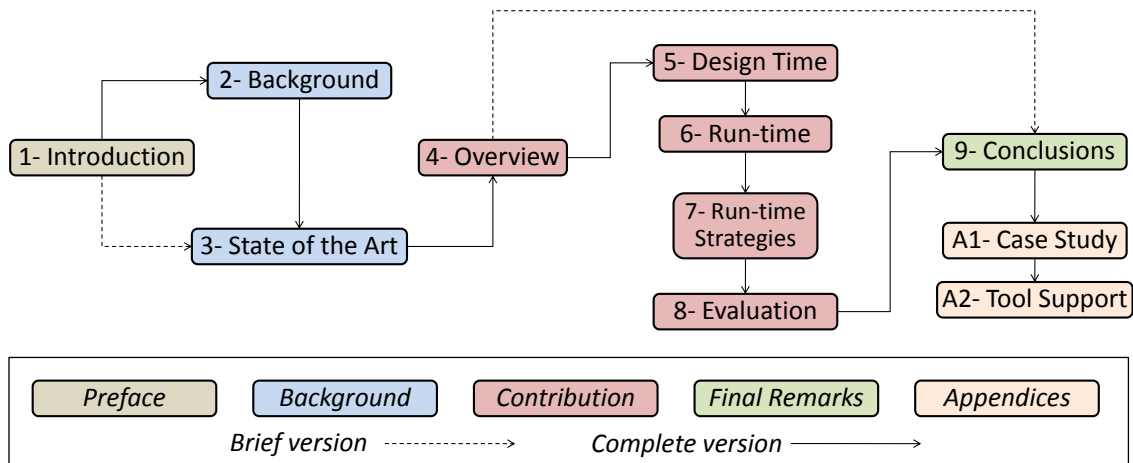 1- Introduction
2- Background
3- State of the Art
4- Overview
5- Design Time
6- Run-time
7- Run-time
Strategies
8- Evaluation
9- Conclusions
A1- Case Study
A2- Tool Support
Preface
Background
Contribution
Final Remarks
Appendices
Brief version
Complete version